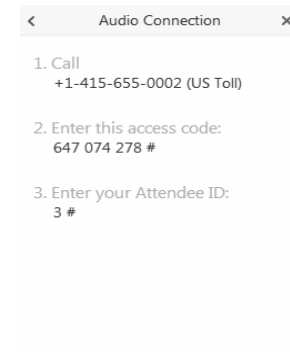 Audio Connection
1. Call
+1-415-655-0002 (US Toll)
2. Enter this access code:
647 074 278 #
3. Enter your Attendee ID:
3 #